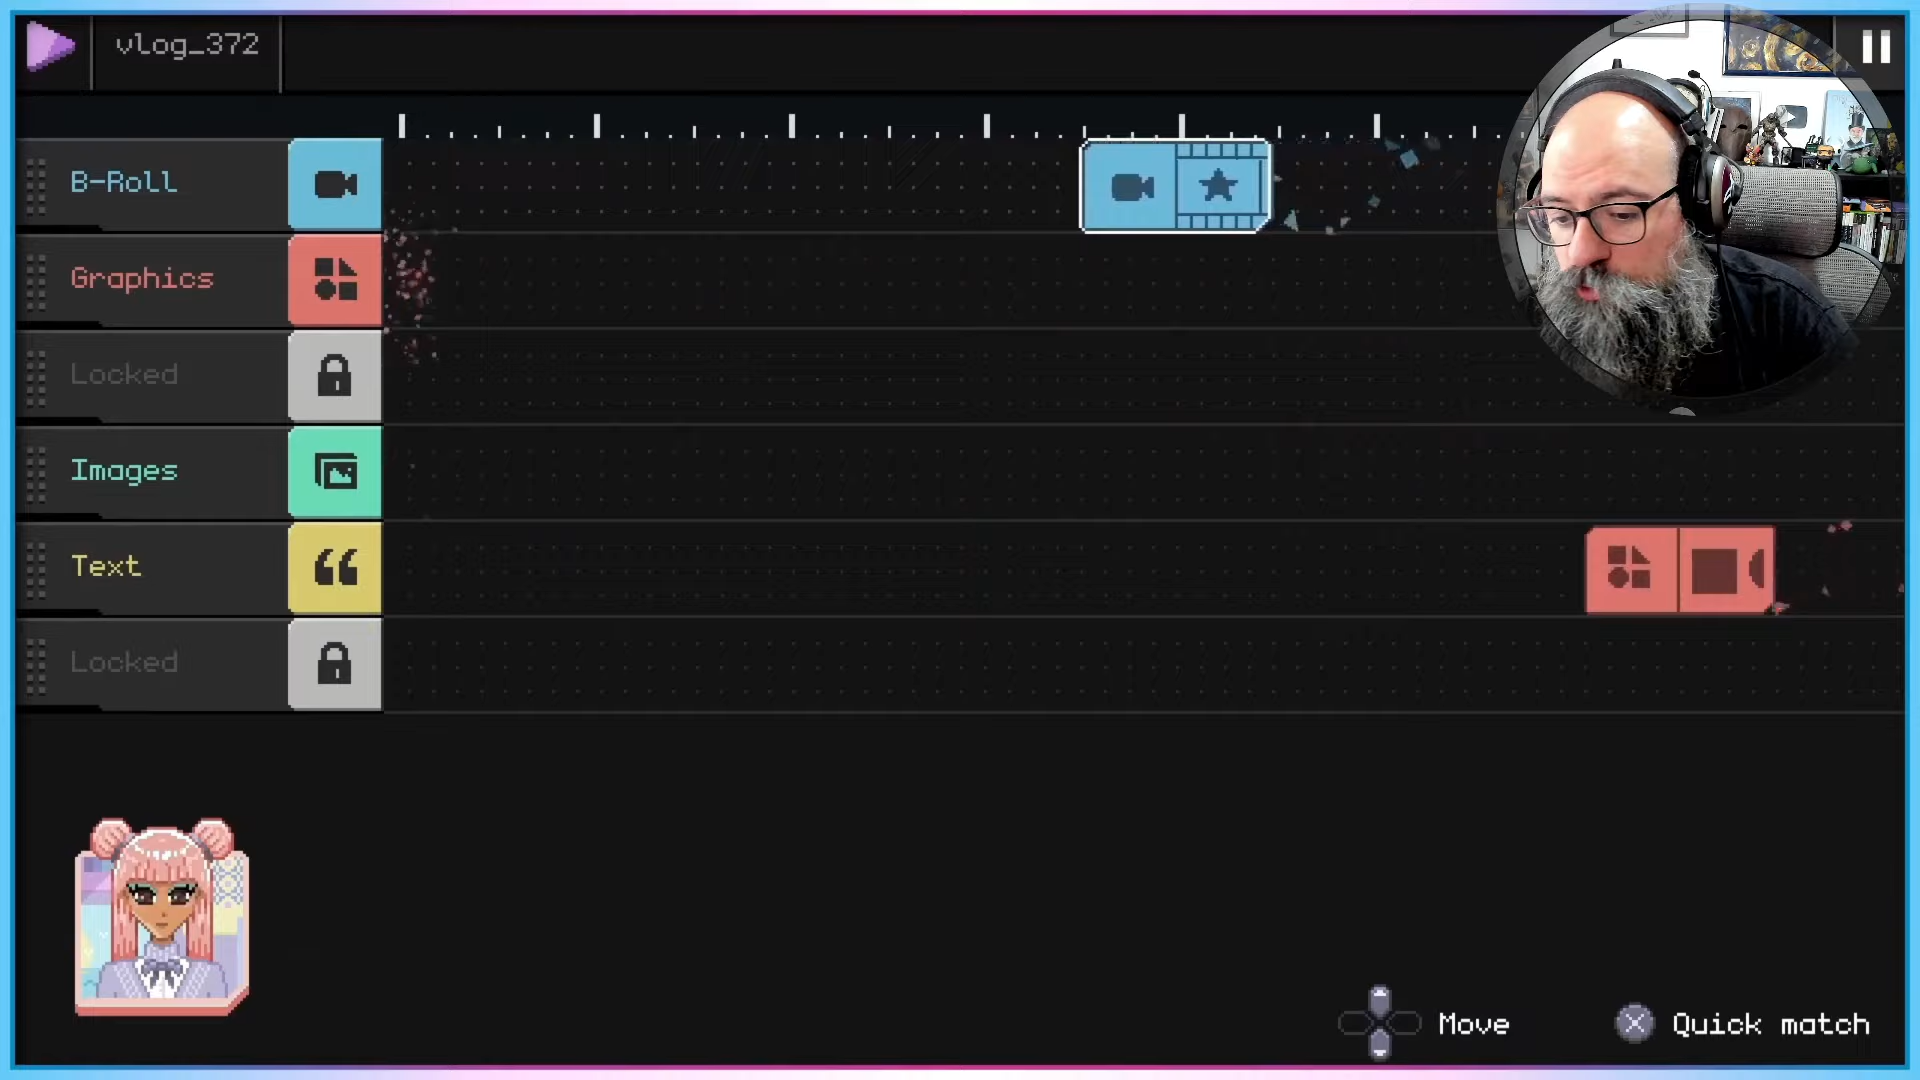 vlog_372
B-Roll
Graphics
Locked
Images
Text
Locked
Move
Quick match